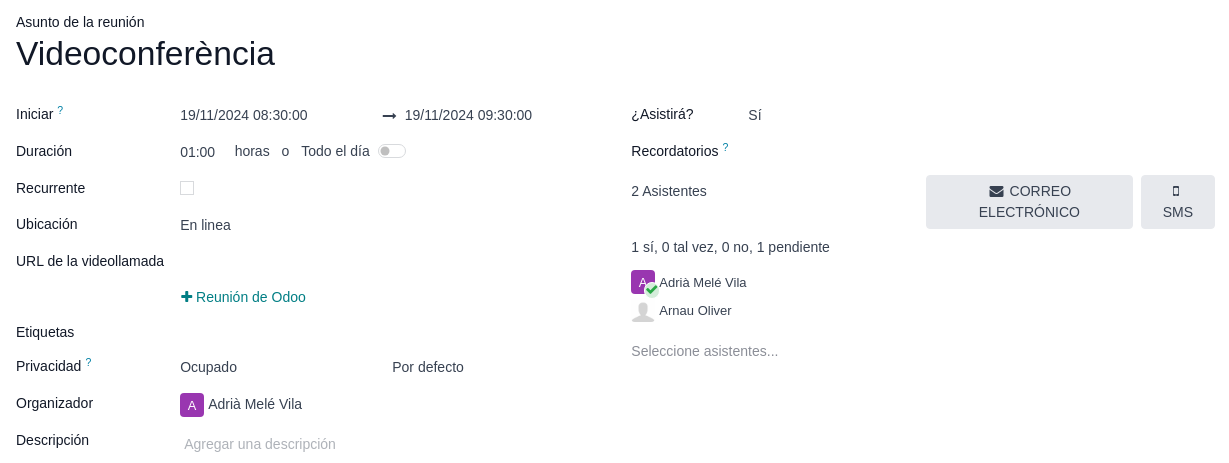 Asunto de la reunión
Videoconferència
Iniciar ?
19/11/2024 08:30:00 → 19/11/2024 09:30:00
Duración
01:00 horas o Todo el día
Recurrente
Ubicación
En linea
URL de la videollamada
+ Reunión de Odoo
Etiquetas
Privacidad ?
Ocupado Por defecto
Organizador
A Adrià Melé Vila
Descripción
Agregar una descripción
¿Asistirá? Sí
Recordatorios ?
2 Asistentes
CORREO
ELECTRÓNICO
SMS
1 sí, 0 tal vez, 0 no, 1 pendiente
A Adrià Melé Vila
Arnau Oliver
Seleccione asistentes...